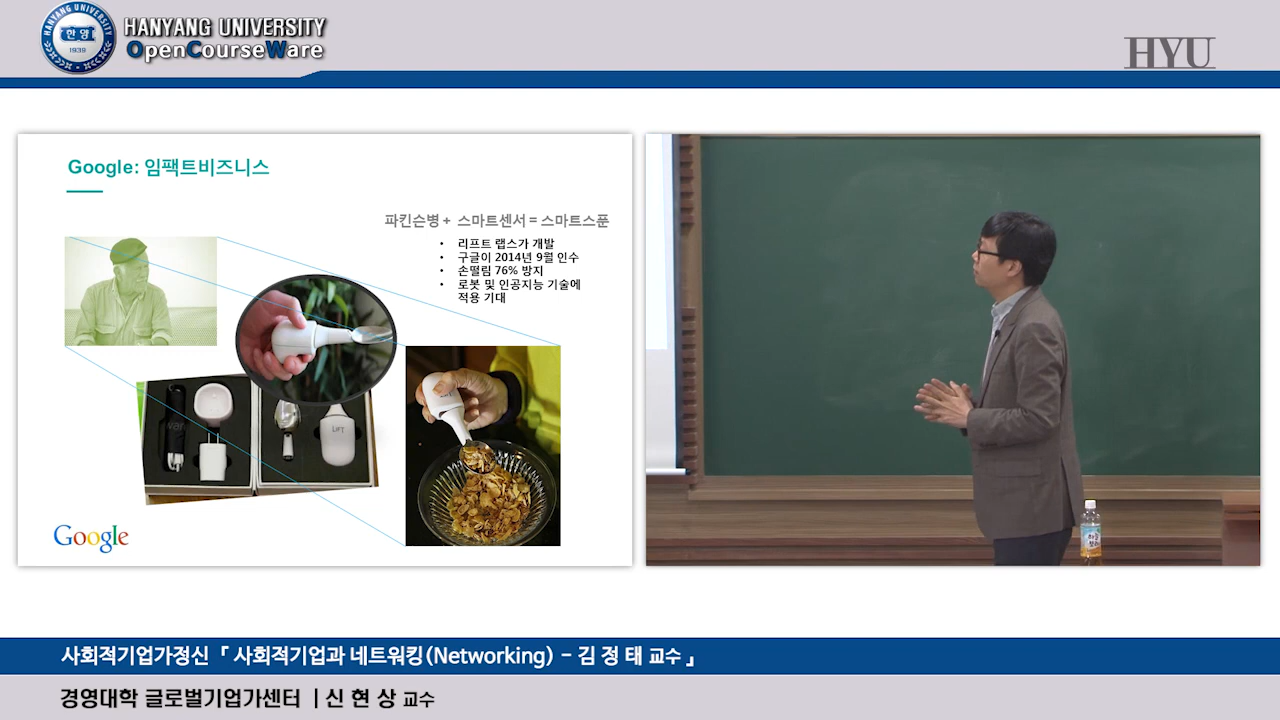 HANYANG UNIVERSITY
한양
1939
HANYANG UNIVERSITY
OpenCourseWare
HYU
Google: 임팩트비즈니스
파킨슨병 + 스마트센서 = 스마트스푼
• 리프트 랩스가 개발
• 구글이 2014년 9월 인수
• 손떨림 76% 방지
• 로봇 및 인공지능 기술에
적용 기대
LIFT
Google
사회적기업가정신 『 사회적기업과 네트워킹(Networking) - 김 정 태 교수 』
경영대학 글로벌기업가센터 | 신 현 상 교수